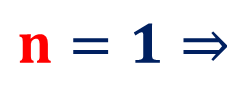 n = 1 ⇒